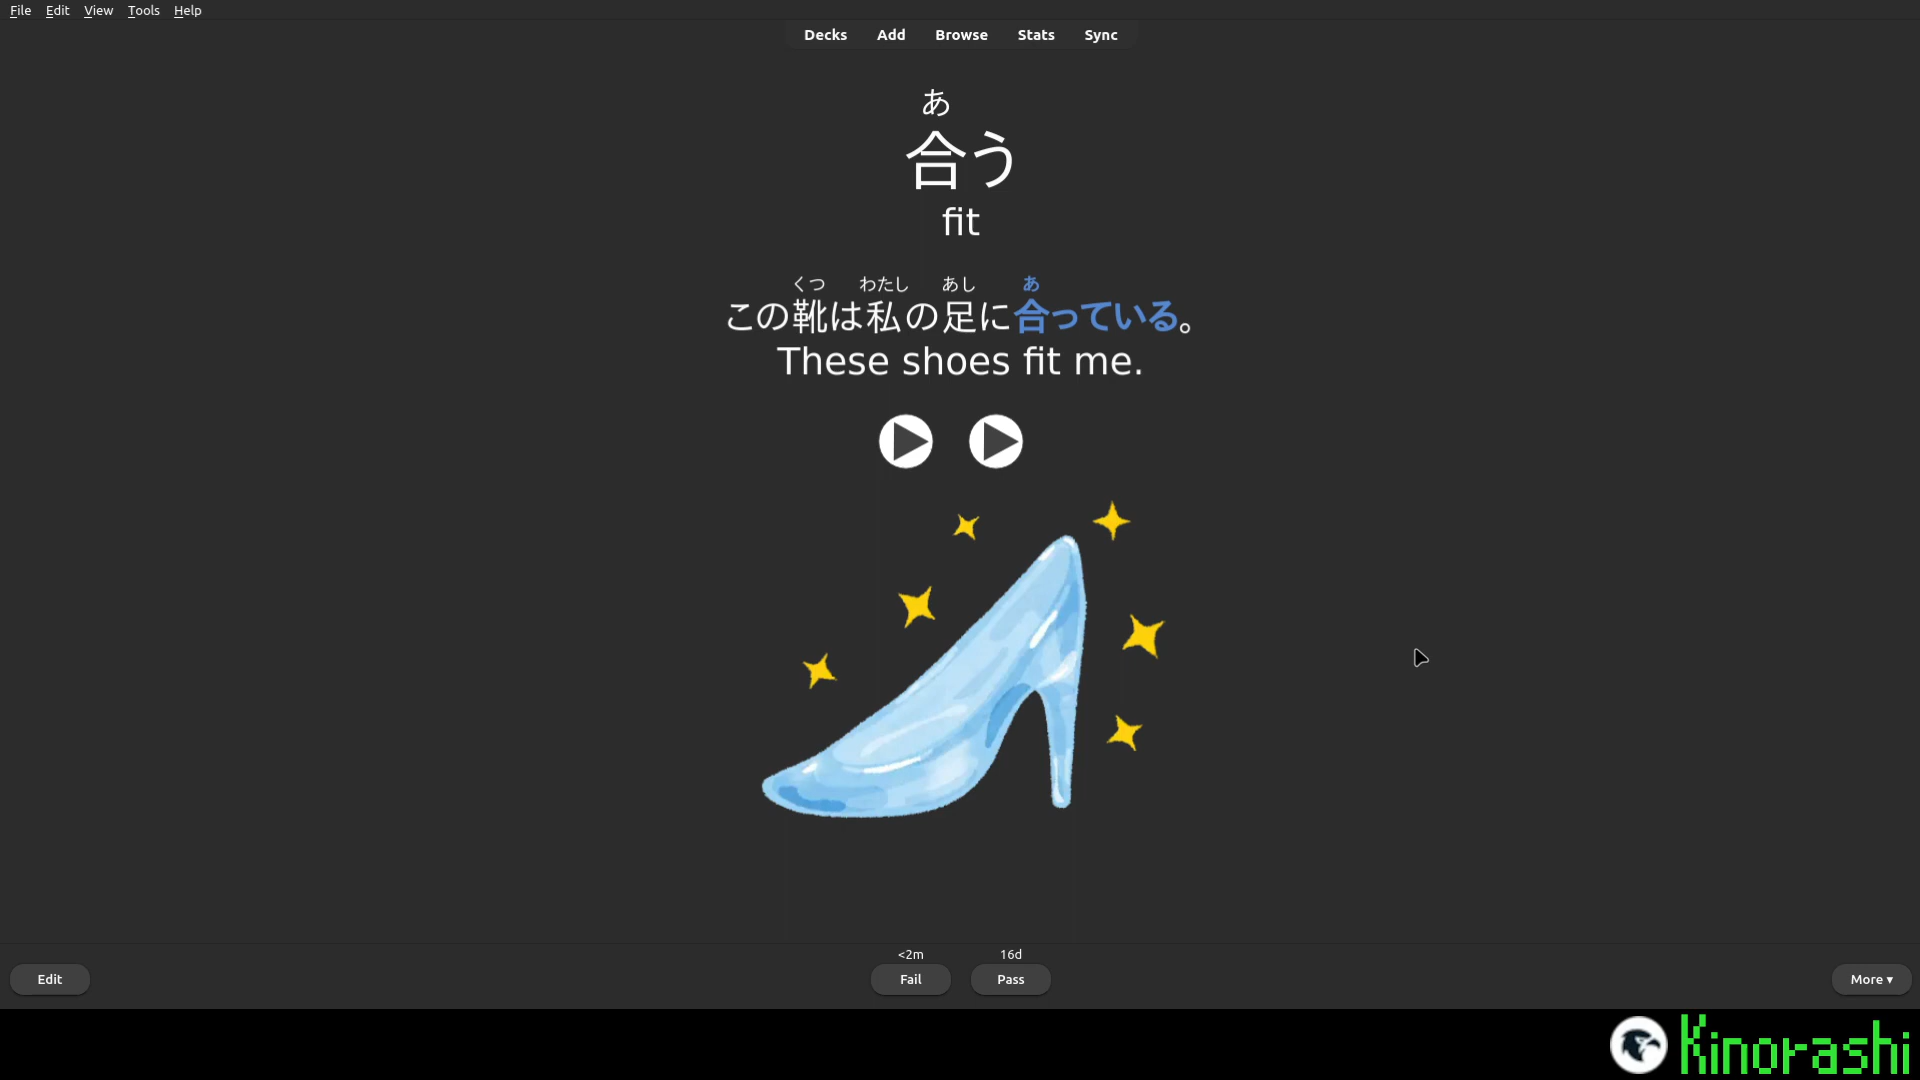 File Edit View Tools Help
Decks Add Browse Stats Sync
あ
合う
fit
くつ わたし あし あ
この靴は私の足に合っている。
These shoes fit me.
<2m 16d
Edit Fail Pass More ▾
Kinorashi